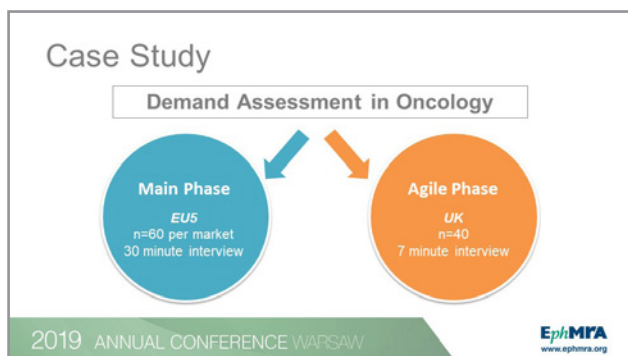 Case Study
Demand Assessment in Oncology
Main Phase
EU5
n=60 per market
30 minute interview
Agile Phase
UK
n=40
7 minute interview
2019 ANNUAL CONFERENCE WARSAW
EphMRA
www.ephmra.org